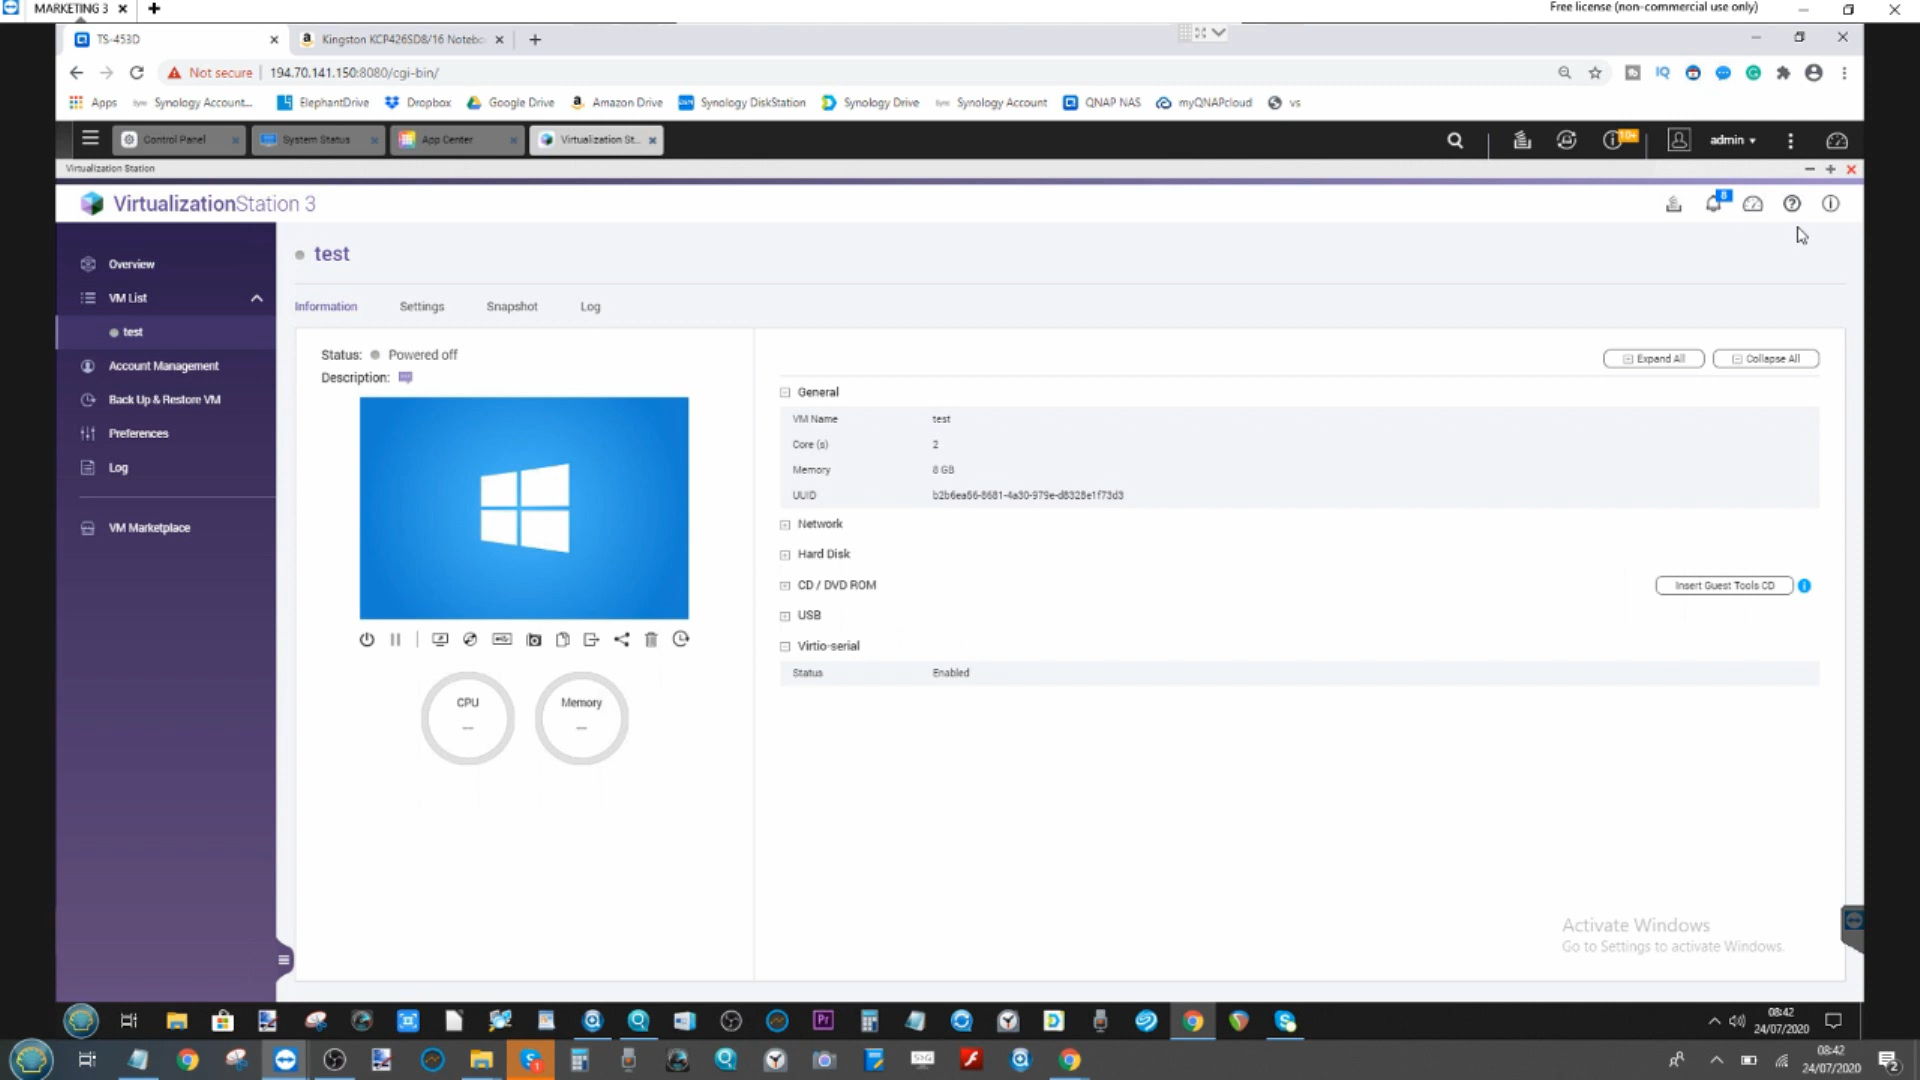 MARKETING 3
Free license (non-commercial use only)
TS-453D
Kingston KCP426SD8/16 Notebo
Not secure
194.70.141.150:8080/cgi-bin/
Apps
Synology Account...
ElephantDrive
Dropbox
Google Drive
Amazon Drive
Synology DiskStation
Synology Drive
Synology Account
QNAP NAS
myQNAPcloud
vs
Control Panel
System Status
App Center
Virtualization St...
10+
admin
Virtualization Station
VirtualizationStation 3
8
Overview
VM List
test
Account Management
Back Up & Restore VM
Preferences
Log
VM Marketplace
test
Information
Settings
Snapshot
Log
Status: Powered off
Description:
CPU
--
Memory
--
Expand All
Collapse All
General
VM Name test
Core (s) 2
Memory 8 GB
UUID b2b6ea56-8681-4a30-979e-d8328e1f73d3
Network
Hard Disk
CD / DVD ROM
Insert Guest Tools CD
USB
Virtio-serial
Status Enabled
Activate Windows
Go to Settings to activate Windows.
08:42
24/07/2020
08:42
24/07/2020